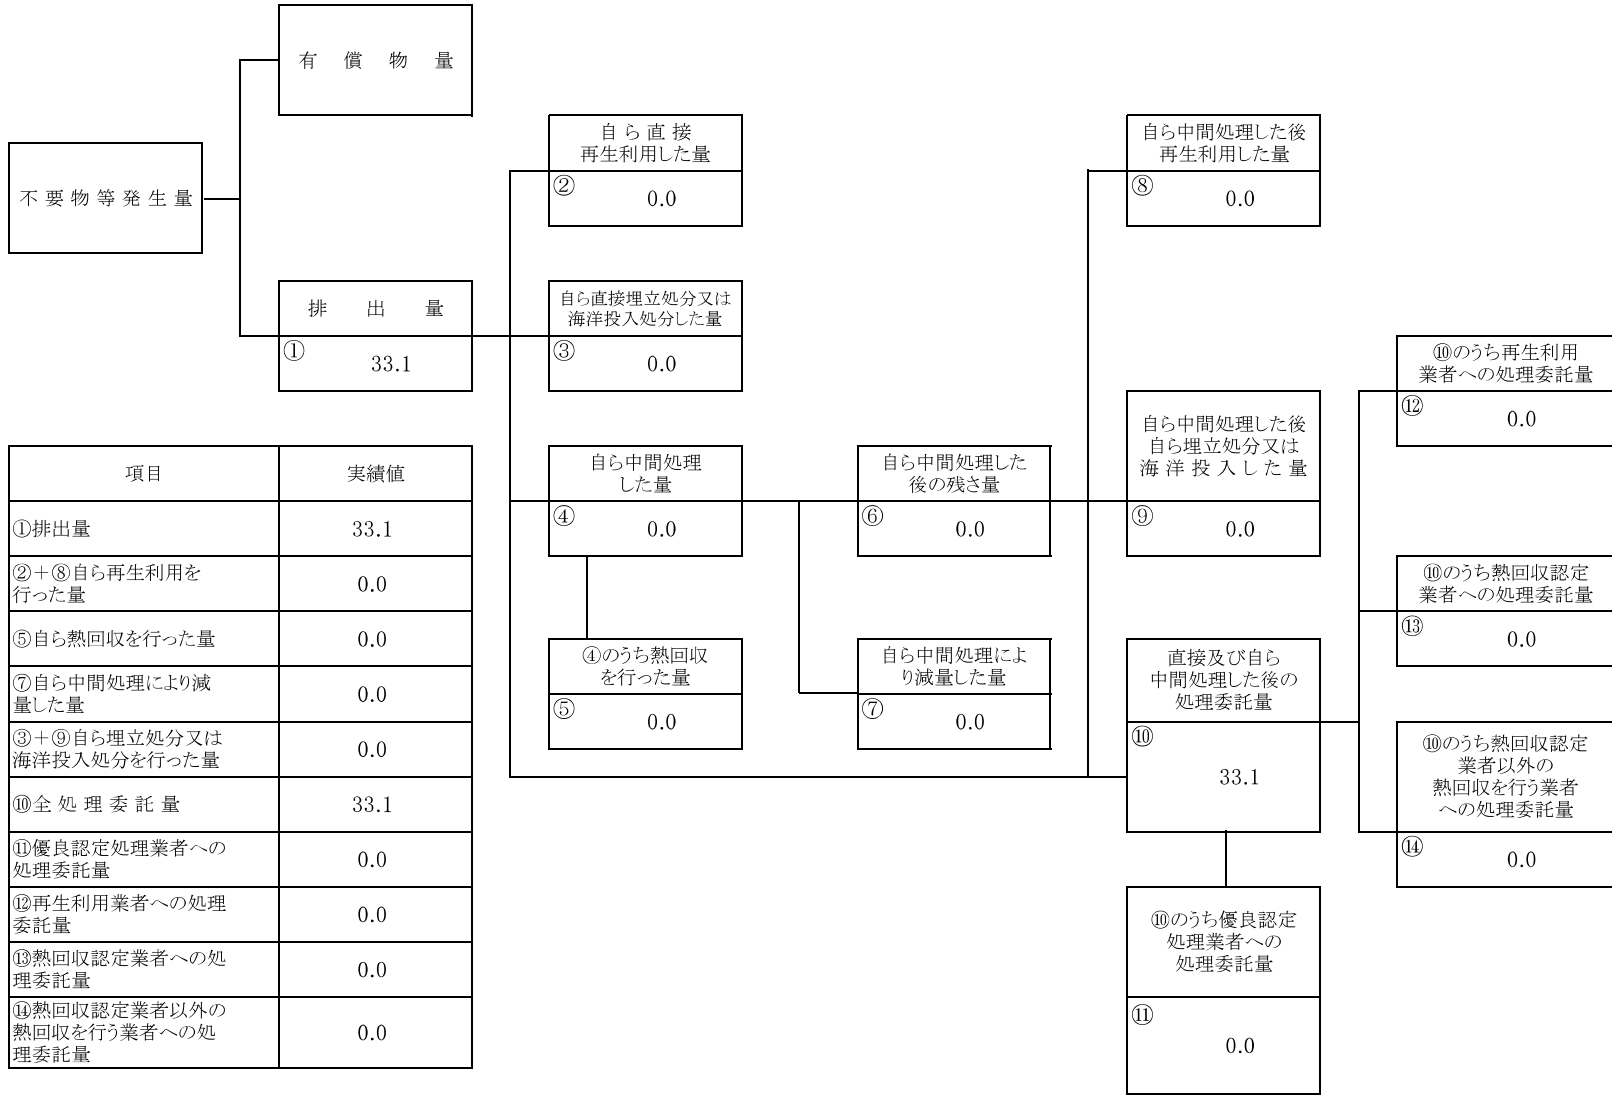 有償物量
不要物等発生量
排出量
①
33.1
自ら直接
再生利用した量
②
0.0
自ら直接埋立処分又は
海洋投入処分した量
③
0.0
自ら中間処理
した量
④
0.0
④のうち熱回収
を行った量
⑤
0.0
自ら中間処理した
後の残さ量
⑥
0.0
自ら中間処理によ
り減量した量
⑦
0.0
自ら中間処理した後
再生利用した量
⑧
0.0
自ら中間処理した後
自ら埋立処分又は
海洋投入した量
⑨
0.0
直接及び自ら
中間処理した後の
処理委託量
⑩
33.1
⑩のうち優良認定
処理業者への
処理委託量
⑪
0.0
⑩のうち再生利用
業者への処理委託量
⑫
0.0
⑩のうち熱回収認定
業者への処理委託量
⑬
0.0
⑩のうち熱回収認定
業者以外の
熱回収を行う業者
への処理委託量
⑭
0.0
項目 実績値
①排出量 33.1
②＋⑧自ら再生利用を
行った量 0.0
⑤自ら熱回収を行った量 0.0
⑦自ら中間処理により減
量した量 0.0
③＋⑨自ら埋立処分又は
海洋投入処分を行った量 0.0
⑩全処理委託量 33.1
⑪優良認定処理業者への
処理委託量 0.0
⑫再生利用業者への処理
委託量 0.0
⑬熱回収認定業者への処
理委託量 0.0
⑭熱回収認定業者以外の
熱回収を行う業者への処 0.0
理委託量